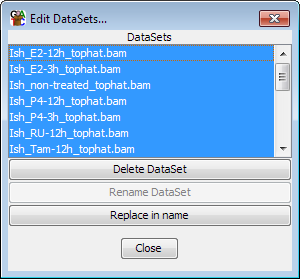 Edit DataSets...
DataSets
Ish_E2-12h_tophat.bam
Ish_E2-3h_tophat.bam
Ish_non-treated_tophat.bam
Ish_P4-12h_tophat.bam
Ish_P4-3h_tophat.bam
Ish_RU-12h_tophat.bam
Ish_Tam-12h_tophat.bam
Delete DataSet
Rename DataSet
Replace in name
Close